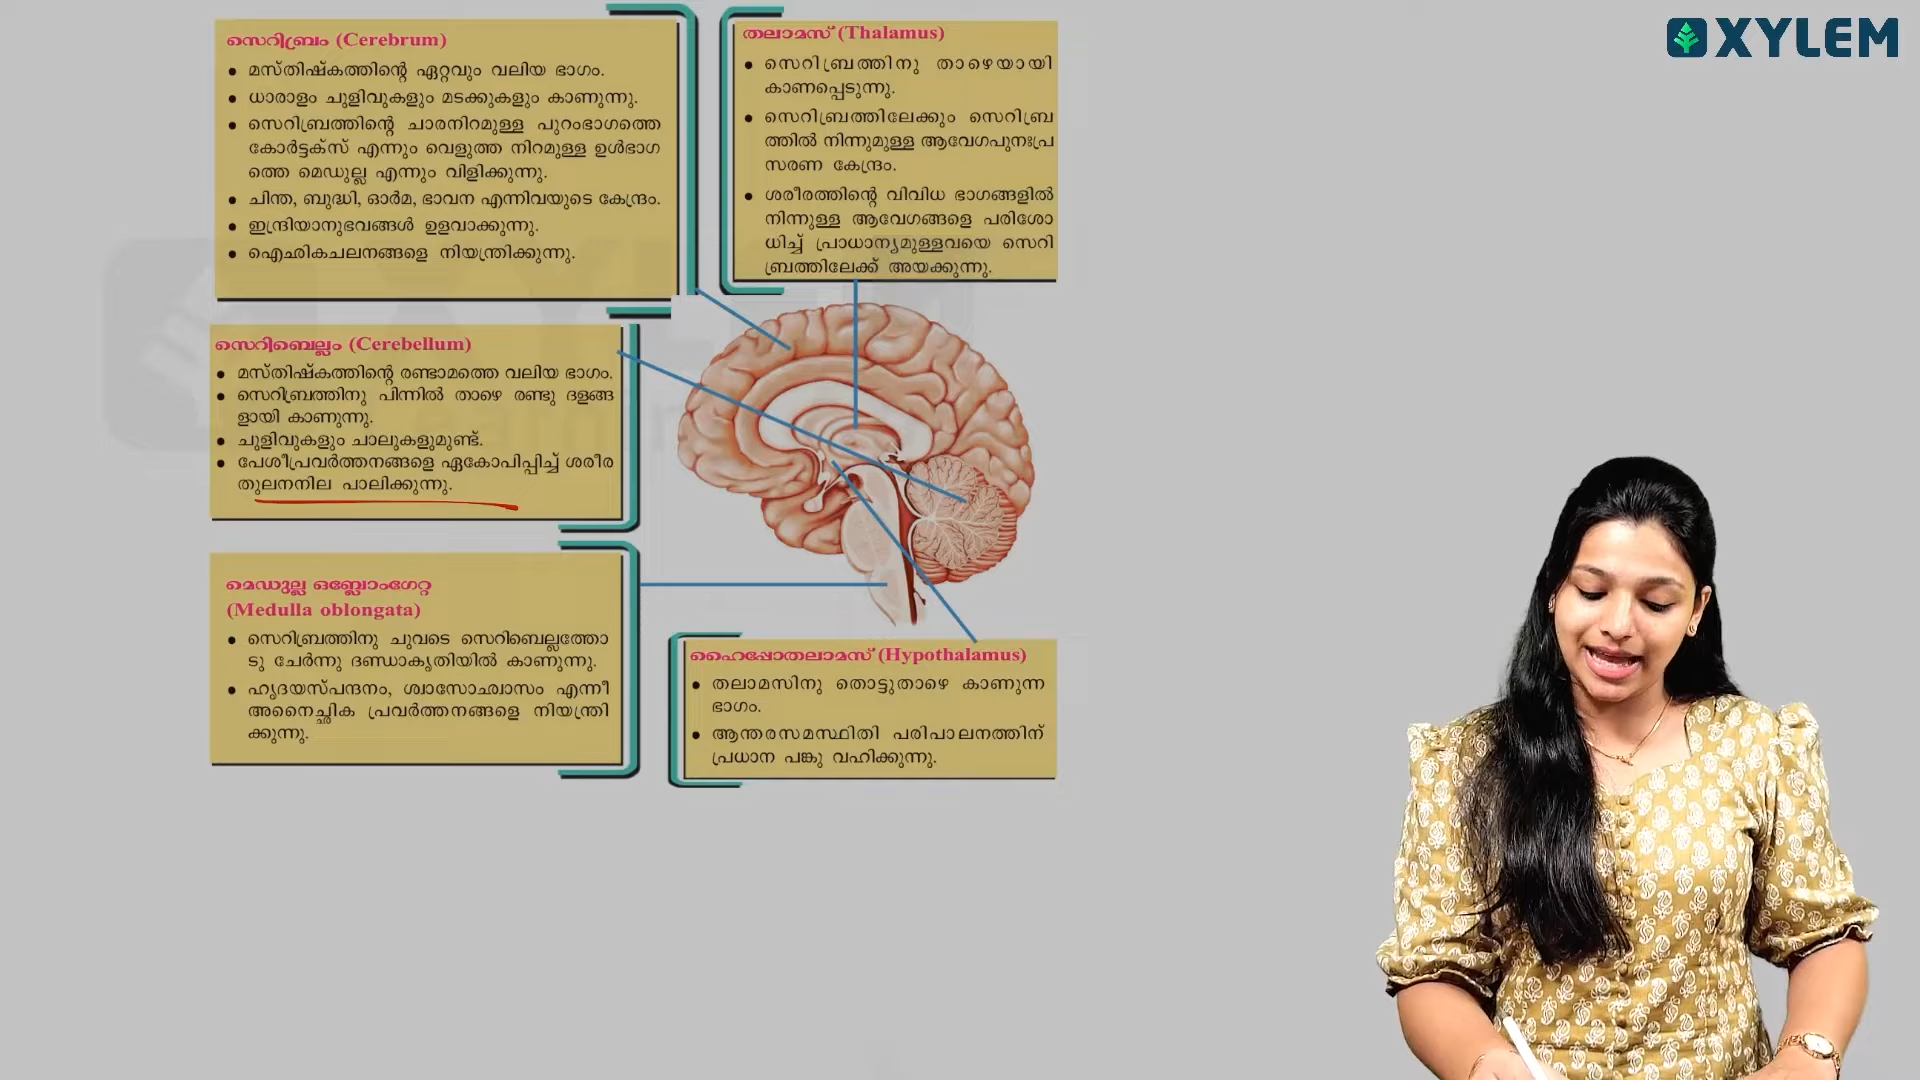 സെറിബ്രം (Cerebrum)
• മസ്തിഷ്കത്തിന്റെ ഏറ്റവും വലിയ ഭാഗം.
• ധാരാളം ചുളിവുകളും മടക്കുകളും കാണുന്നു.
• സെറിബ്രത്തിന്റെ ചാരനിറമുള്ള പുറംഭാഗത്തെ
കോർട്ടക്സ് എന്നും വെളുത്ത നിറമുള്ള ഉൾഭാഗ
ത്തെ മെഡുല്ല എന്നും വിളിക്കുന്നു.
• ചിന്ത, ബുദ്ധി, ഓർമ, ഭാവന എന്നിവയുടെ കേന്ദ്രം.
• ഇന്ദ്രിയാനുഭവങ്ങൾ ഉളവാക്കുന്നു.
• ഐഛികചലനങ്ങളെ നിയന്ത്രിക്കുന്നു.
തലാമസ് (Thalamus)
• സെറിബ്രത്തിനു താഴെയായി
കാണപ്പെടുന്നു.
• സെറിബ്രത്തിലേക്കും സെറിബ്ര
ത്തിൽ നിന്നുമുള്ള ആവേഗപുനഃപ്ര
സരണ കേന്ദ്രം.
• ശരീരത്തിന്റെ വിവിധ ഭാഗങ്ങളിൽ
നിന്നുള്ള ആവേഗങ്ങളെ പരിശോ
ധിച്ച് പ്രാധാന്യമുള്ളവയെ സെറി
ബ്രത്തിലേക്ക് അയക്കുന്നു.
XYLEM
സെറിബെല്ലം (Cerebellum)
• മസ്തിഷ്കത്തിന്റെ രണ്ടാമത്തെ വലിയ ഭാഗം.
• സെറിബ്രത്തിനു പിന്നിൽ താഴെ രണ്ടു ദളങ്ങ
ളായി കാണുന്നു.
• ചുളിവുകളും ചാലുകളുമുണ്ട്.
• പേശീപ്രവർത്തനങ്ങളെ ഏകോപിപ്പിച്ച് ശരീര
തുലനനില പാലിക്കുന്നു.
മെഡുല്ല ഒബ്ലോംഗേറ്റ
(Medulla oblongata)
• സെറിബ്രത്തിനു ചുവടെ സെറിബെല്ലത്തോ
ടു ചേർന്നു ദണ്ഡാകൃതിയിൽ കാണുന്നു.
• ഹൃദയസ്പന്ദനം, ശ്വാസോഛ്വാസം എന്നീ
അനൈച്ഛിക പ്രവർത്തനങ്ങളെ നിയന്ത്രി
ക്കുന്നു.
ഹൈപ്പോതലാമസ് (Hypothalamus)
• തലാമസിനു തൊട്ടുതാഴെ കാണുന്ന
ഭാഗം.
• ആന്തരസമസ്ഥിതി പരിപാലനത്തിന്
പ്രധാന പങ്കു വഹിക്കുന്നു.